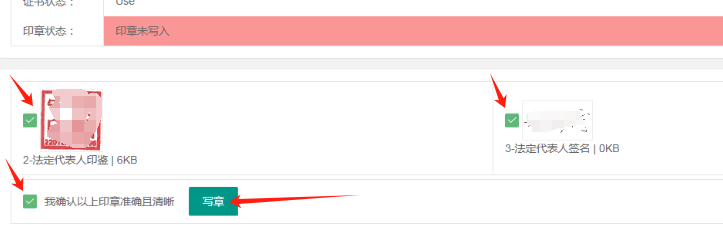 证书状态：
Use
印章状态：
印章未写入
2-法定代表人印鉴 | 6KB
3-法定代表人签名 | 0KB
我确认以上印章准确且清晰
写章